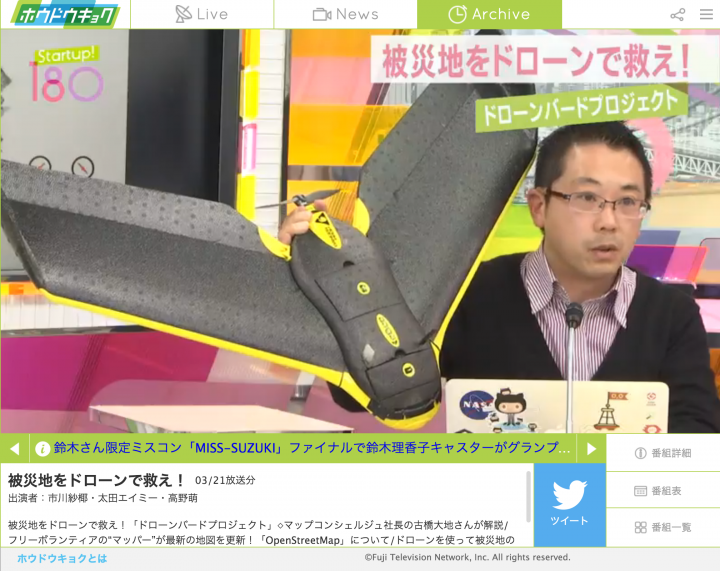 ホウドウキョク
Live
News
Archive
Startup!
180
被災地をドローンで救え!
ドローンバードプロジェクト
NASA
鈴木さん限定ミスコン「MISS-SUZUKI」ファイナルで鈴木理香子キャスターがグランプ...
被災地をドローンで救え！ 03/21放送分
出演者：市川紗椰・太田エイミー・高野萌
被災地をドローンで救え！「ドローンバードプロジェクト」◇マップコンシェルジュ社長の古橋大地さんが解説/
フリーボランティアの“マッパー”が最新の地図を更新！「OpenStreetMap」について/ドローンを使って被災地の
ツイート
番組詳細
番組表
番組一覧
ホウドウキョクとは
©Fuji Television Network, Inc. All rights reserved.